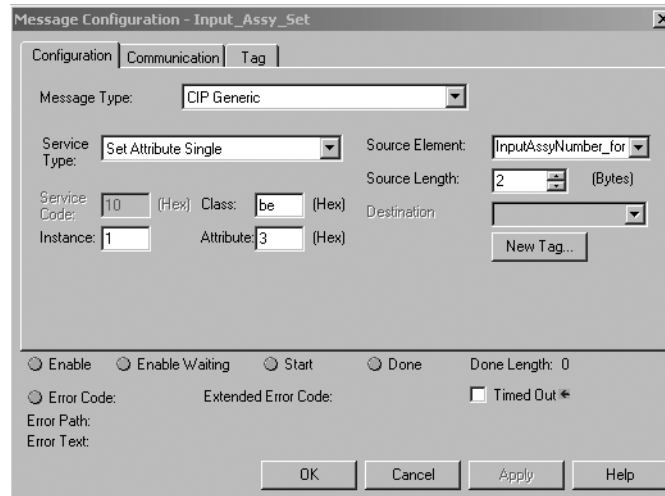 Message Configuration - Input_Assy_Set
Configuration Communication Tag
Message Type: CIP Generic
Service Type: Set Attribute Single
Source Element: InputAssyNumber_for
Source Length: 2 (Bytes)
Service Code: 10 (Hex) Class: be (Hex)
Destination
Instance: 1 Attribute: 3 (Hex)
New Tag...
Enable Enable Waiting Start Done Done Length: 0
Error Code: Extended Error Code: Timed Out
Error Path:
Error Text:
OK Cancel Apply Help